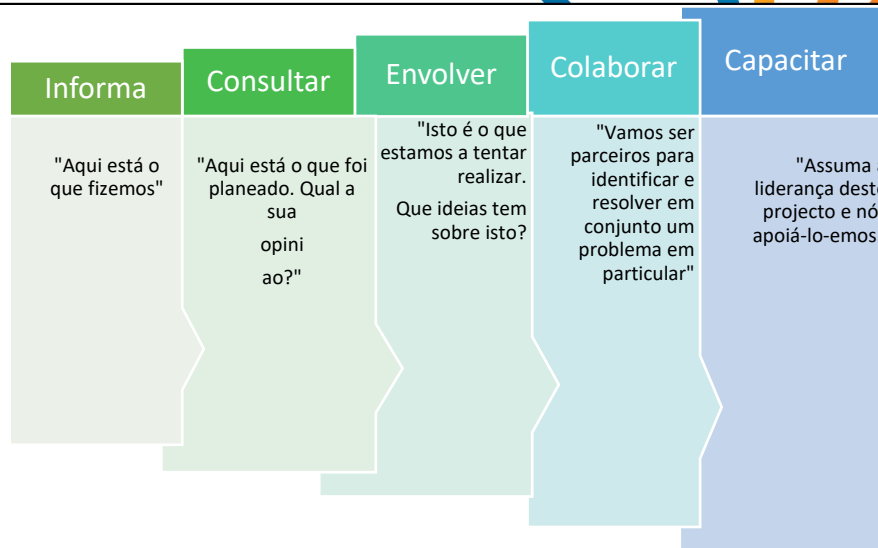 Informa
Consultar
Envolver
Colaborar
Capacitar
"Aqui está o
que fizemos"
"Aqui está o que foi
planeado. Qual a
sua
opini
ao?"
"Isto é o que
estamos a tentar
realizar.
Que ideias tem
sobre isto?
"Vamos ser
parceiros para
identificar e
resolver em
conjunto um
problema em
particular"
"Assuma
liderança
projecto e
apoiá-lo-emos